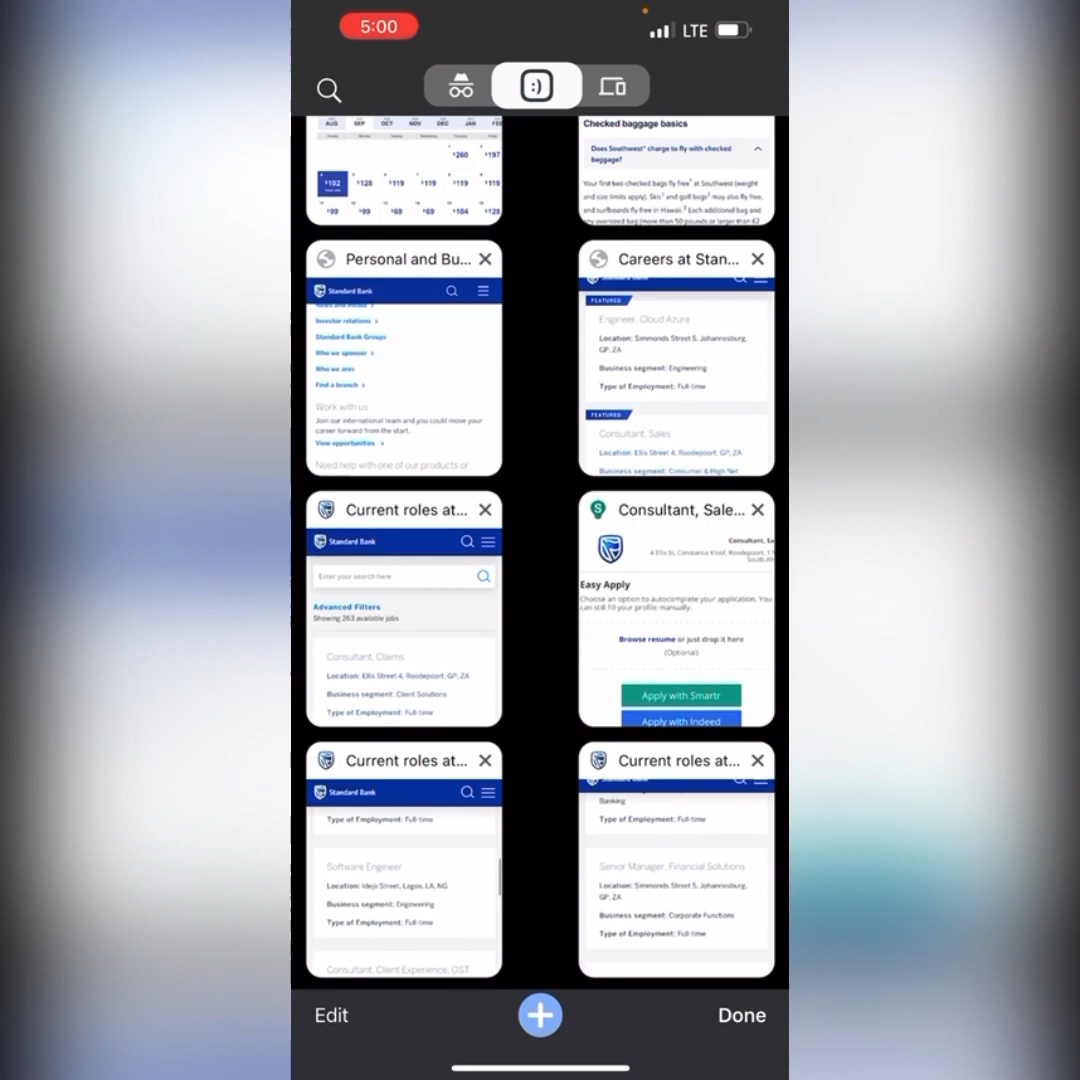 5:00
LTE
:)
AUG SEP OCT NOV DEC JAN FEB
Sunday Monday Tuesday Wednesday Thursday Friday
$260 $197
$102 $128 $119 $119 $119 $119
$99 $99 $69 $69 $104 $128
Checked baggage basics
Does Southwest® charge to fly with checked
baggage?
Your first two checked bags fly free at Southwest (weight
and size limits apply). Skis¹ and golf bags² may also fly free,
and surfboards fly free in Hawaii.³ Each additional bag and
any oversized bag (more than 50 pounds or larger than 62
Personal and Bu...
Standard Bank
News and media
Investor relations
Standard Bank Groups
Who we sponsor
Who we are
Find a branch
Work with us
Join our international team and you could move your
career forward from the start.
View opportunities
Need help with one of our products or
Careers at Stan...
Standard Bank
FEATURED
Engineer, Cloud Azure
Location: Simmonds Street 5, Johannesburg,
GP, ZA
Business segment: Engineering
Type of Employment: Full-time
FEATURED
Consultant, Sales
Location: Ellis Street 4, Roodepoort, GP, ZA
Business segment: Consumer & High Net
Current roles at...
Standard Bank
Enter your search here
Advanced Filters
Showing 263 available jobs
Consultant, Claims
Location: Ellis Street 4, Roodepoort, GP, ZA
Business segment: Client Solutions
Type of Employment: Full-time
S
Consultant, Sale...
Consultant, Sa
4 Ellis St, Constantia Kloof, Roodepoort, 17
South Afri
Easy Apply
Choose an option to autocomplete your application. You
can still fill your profile manually.
Browse resume or just drop it here
(Optional)
Apply with Smartr
Apply with Indeed
Current roles at...
Standard Bank
Type of Employment: Full-time
Software Engineer
Location: Idejo Street, Lagos, LA, NG
Business segment: Engineering
Type of Employment: Full-time
Consultant, Client Experience, OST
Current roles at...
Standard Bank
Banking
Type of Employment: Full-time
Senior Manager, Financial Solutions
Location: Simmonds Street 5, Johannesburg,
GP, ZA
Business segment: Corporate Functions
Type of Employment: Full-time
Edit
Done